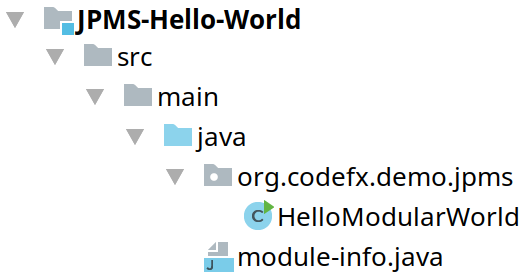 JPMS-Hello-World
src
main
java
org.codefx.demo.jpms
C HelloModularWorld
J module-info.java